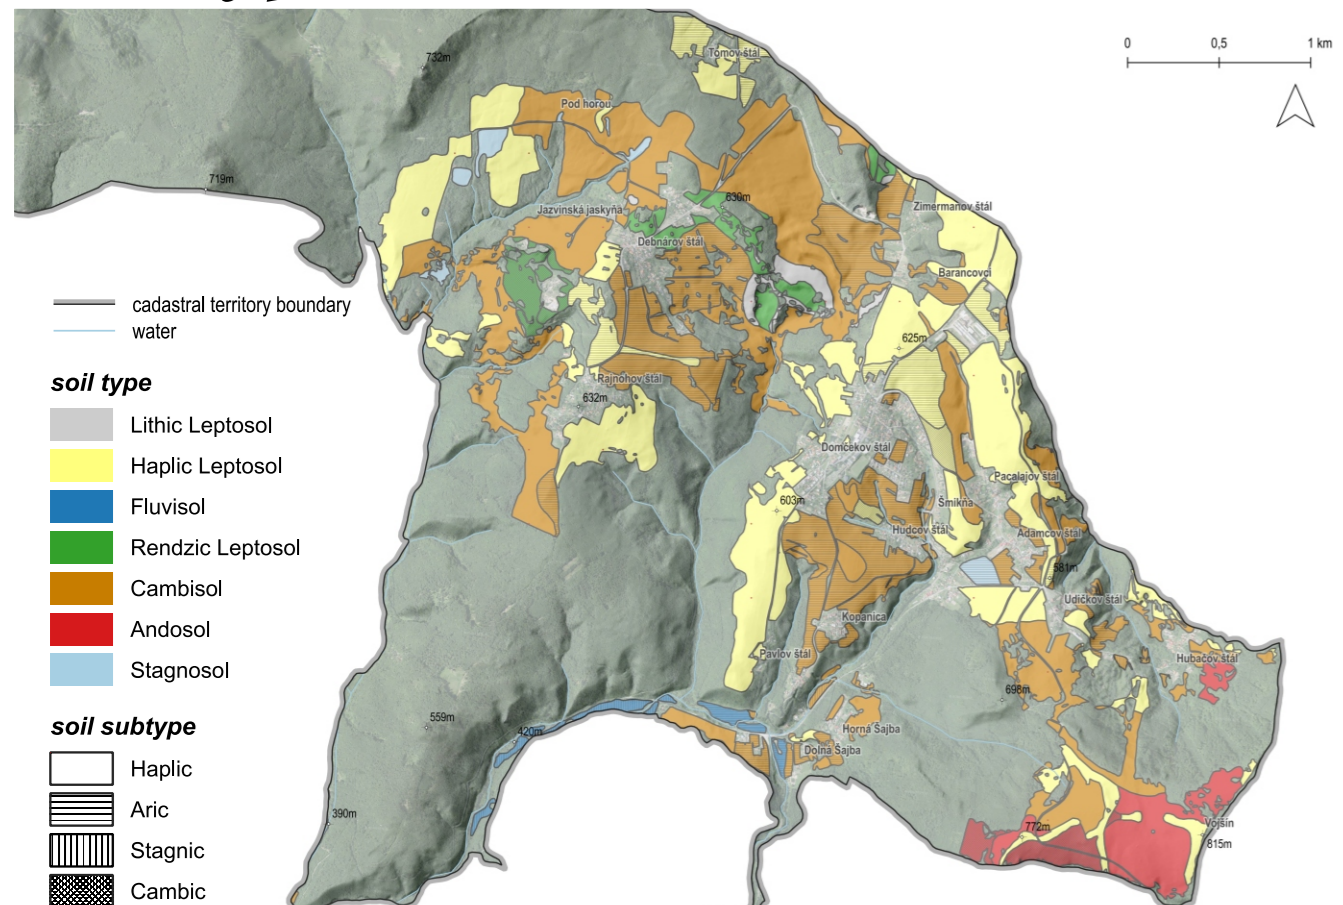 732m
Tomov štál
0 0,5 1 km
Pod horou
719m
Jazvinská jaskyňa
630m
Zimermanov štál
Debnárov štál
Barancovci
cadastral territory boundary
water
625m
soil type
Rajnohov štál
632m
Lithic Leptosol
Haplic Leptosol
Domčekov štál
Pacalajov štál
603m
Šmikňa
Fluvisol
Hudcov štál
Adamcov štál
Rendzic Leptosol
581m
Cambisol
Udičkov štál
Kopanica
Andosol
Pavlov štál
Hubačov štál
Stagnosol
698m
559m
420m
soil subtype
Horná Šajba
Dolná Šajba
Haplic
Aric
390m
772m
Vojšín
815m
Stagnic
Cambic